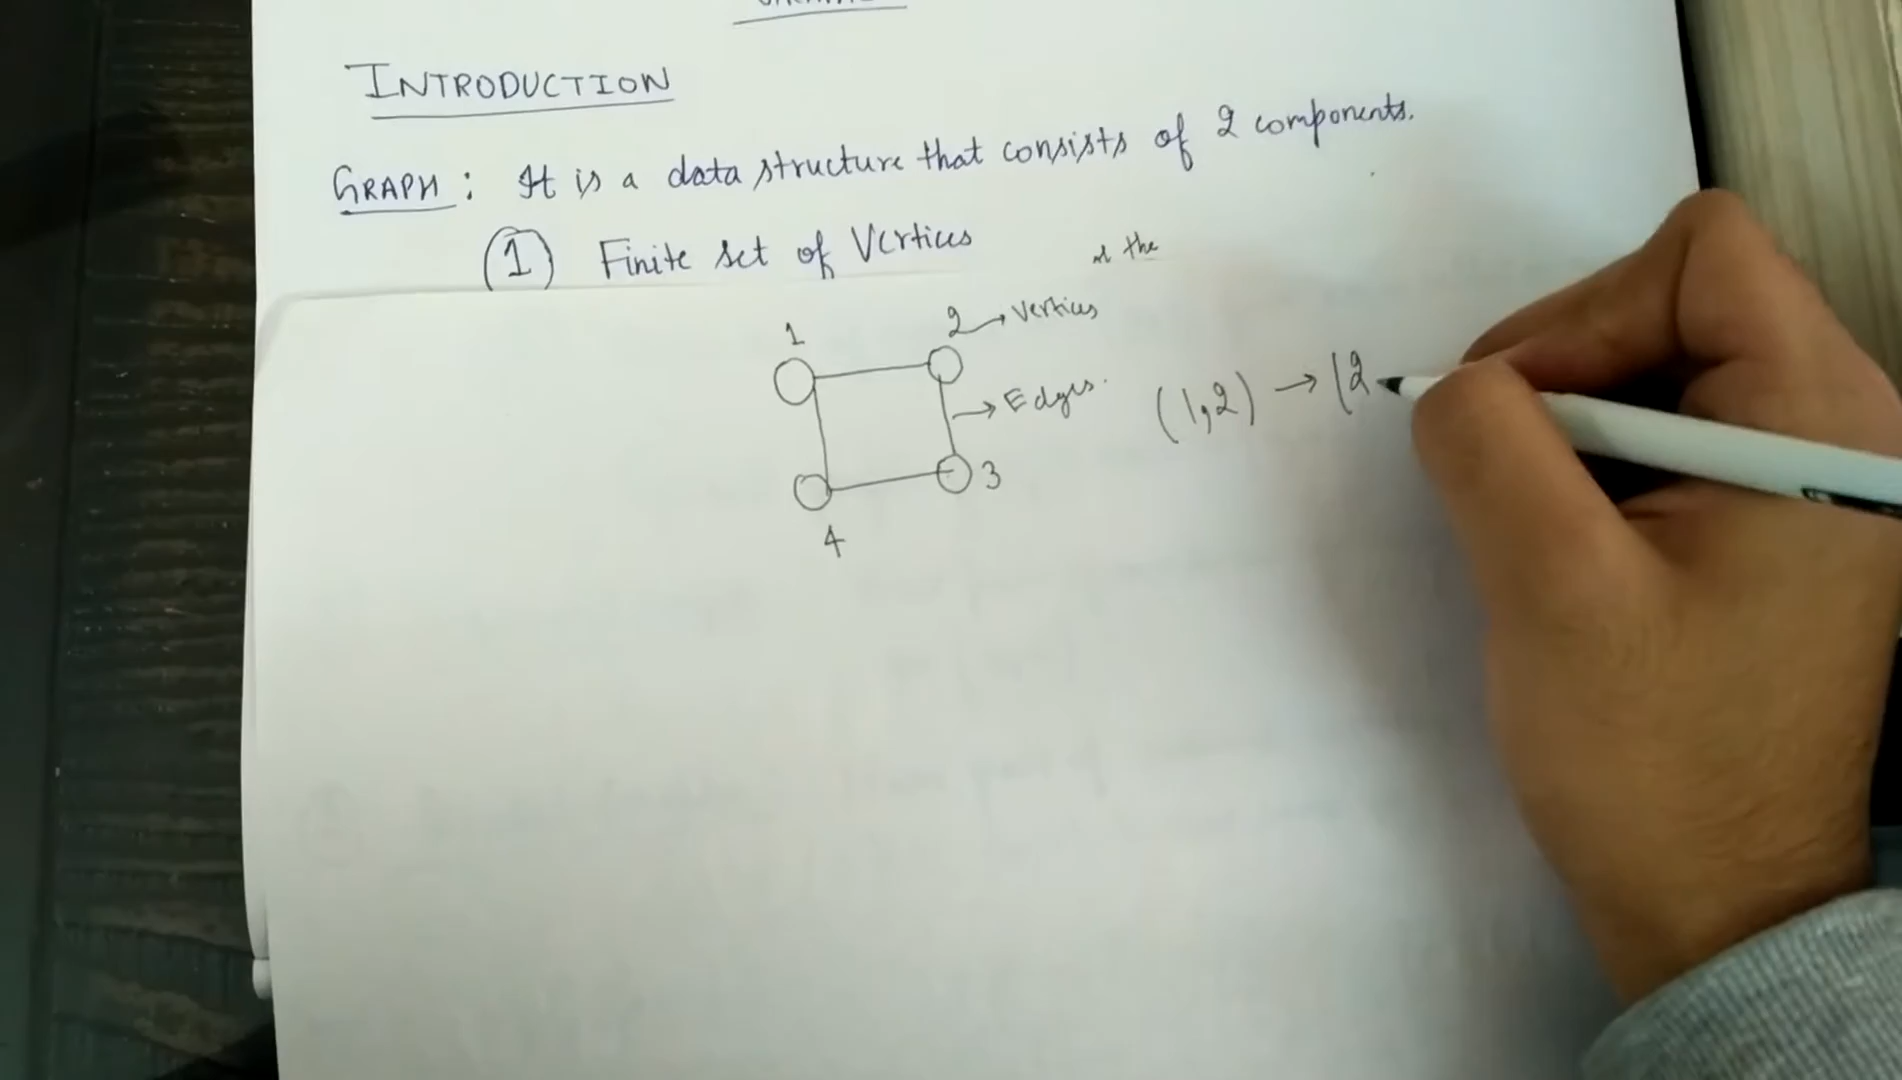 INTRODUCTION
GRAPH: It is a data structure that consists of 2 components.
(1) Finite set of Vertices
the
1
2 → Vertices
→ Edges.
(1,2) → (2
3
4